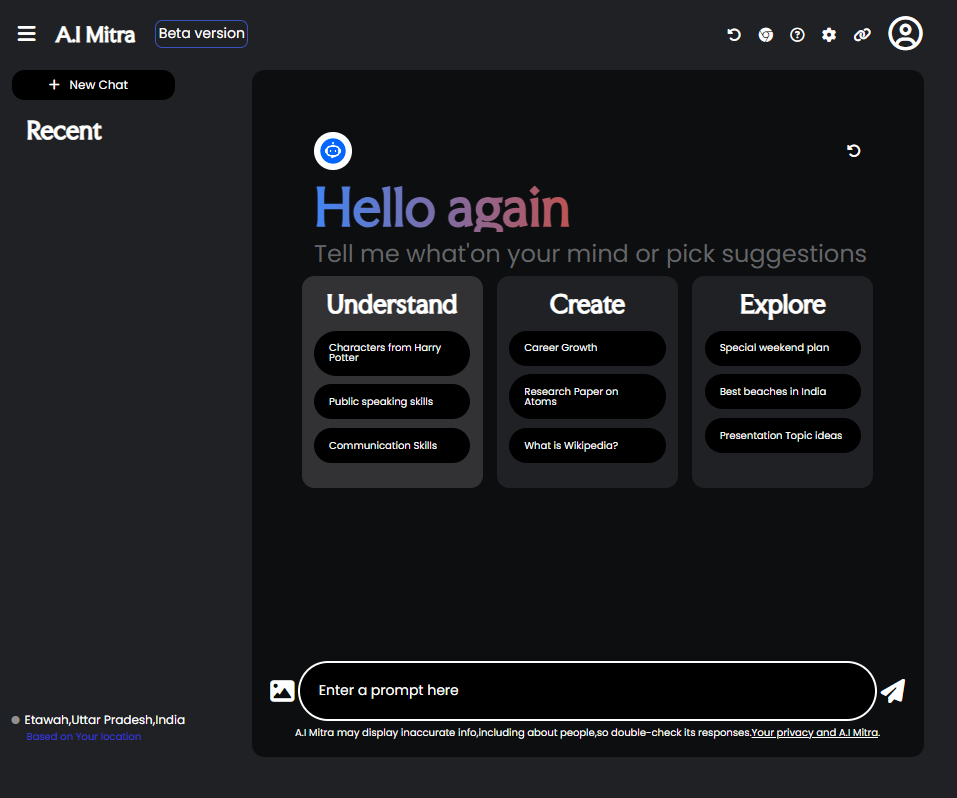 A.I Mitra
Beta version
New Chat
Recent
Hello again
Tell me what'on your mind or pick suggestions
Understand
Characters from Harry
Potter
Public speaking skills
Communication Skills
Create
Career Growth
Research Paper on
Atoms
What is Wikipedia?
Explore
Special weekend plan
Best beaches in India
Presentation Topic ideas
Enter a prompt here
A.I Mitra may display inaccurate info,including about people,so double-check its responses.Your privacy and A.I Mitra.
Etawah,Uttar Pradesh,India
Based on Your location